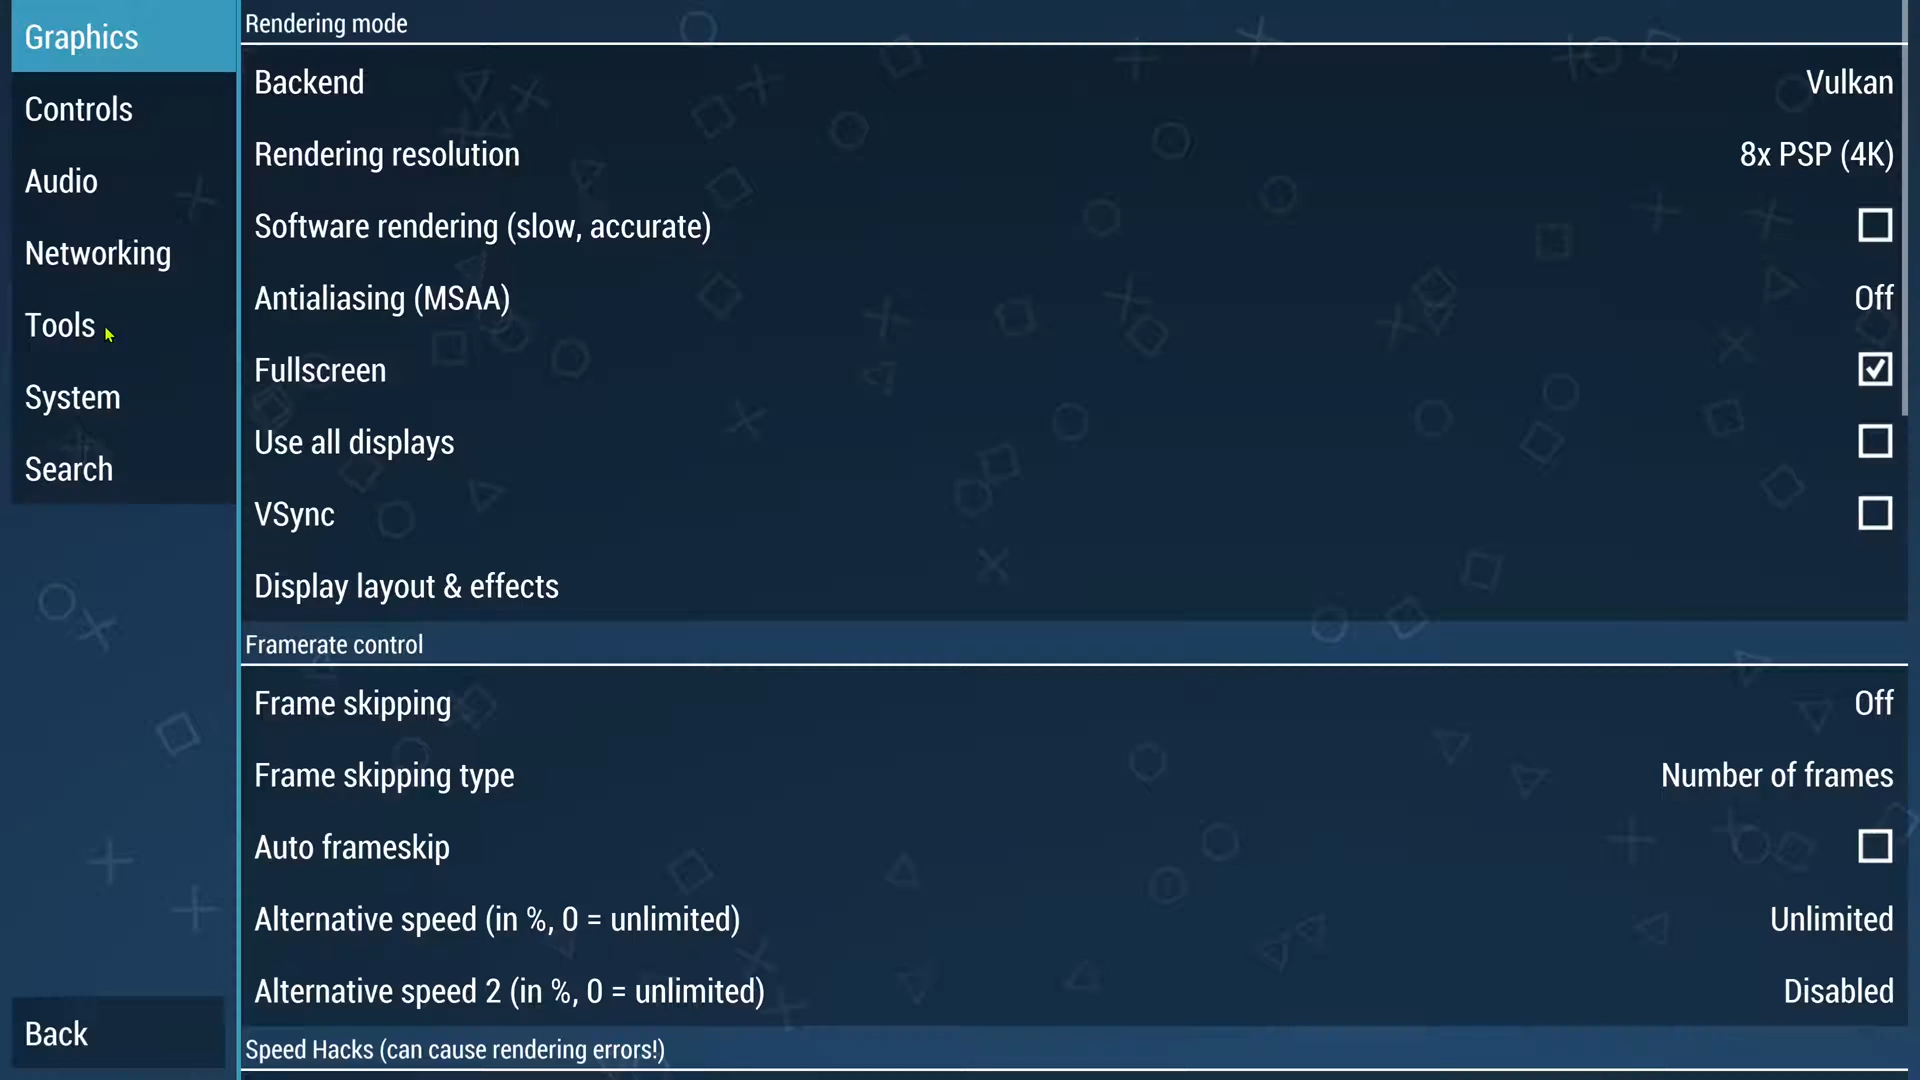 Graphics
Controls
Audio
Networking
Tools
System
Search
Back
Rendering mode
Backend Vulkan
Rendering resolution 8x PSP (4K)
Software rendering (slow, accurate)
Antialiasing (MSAA) Off
Fullscreen
Use all displays
VSync
Display layout & effects
Framerate control
Frame skipping Off
Frame skipping type Number of frames
Auto frameskip
Alternative speed (in %, 0 = unlimited) Unlimited
Alternative speed 2 (in %, 0 = unlimited) Disabled
Speed Hacks (can cause rendering errors!)